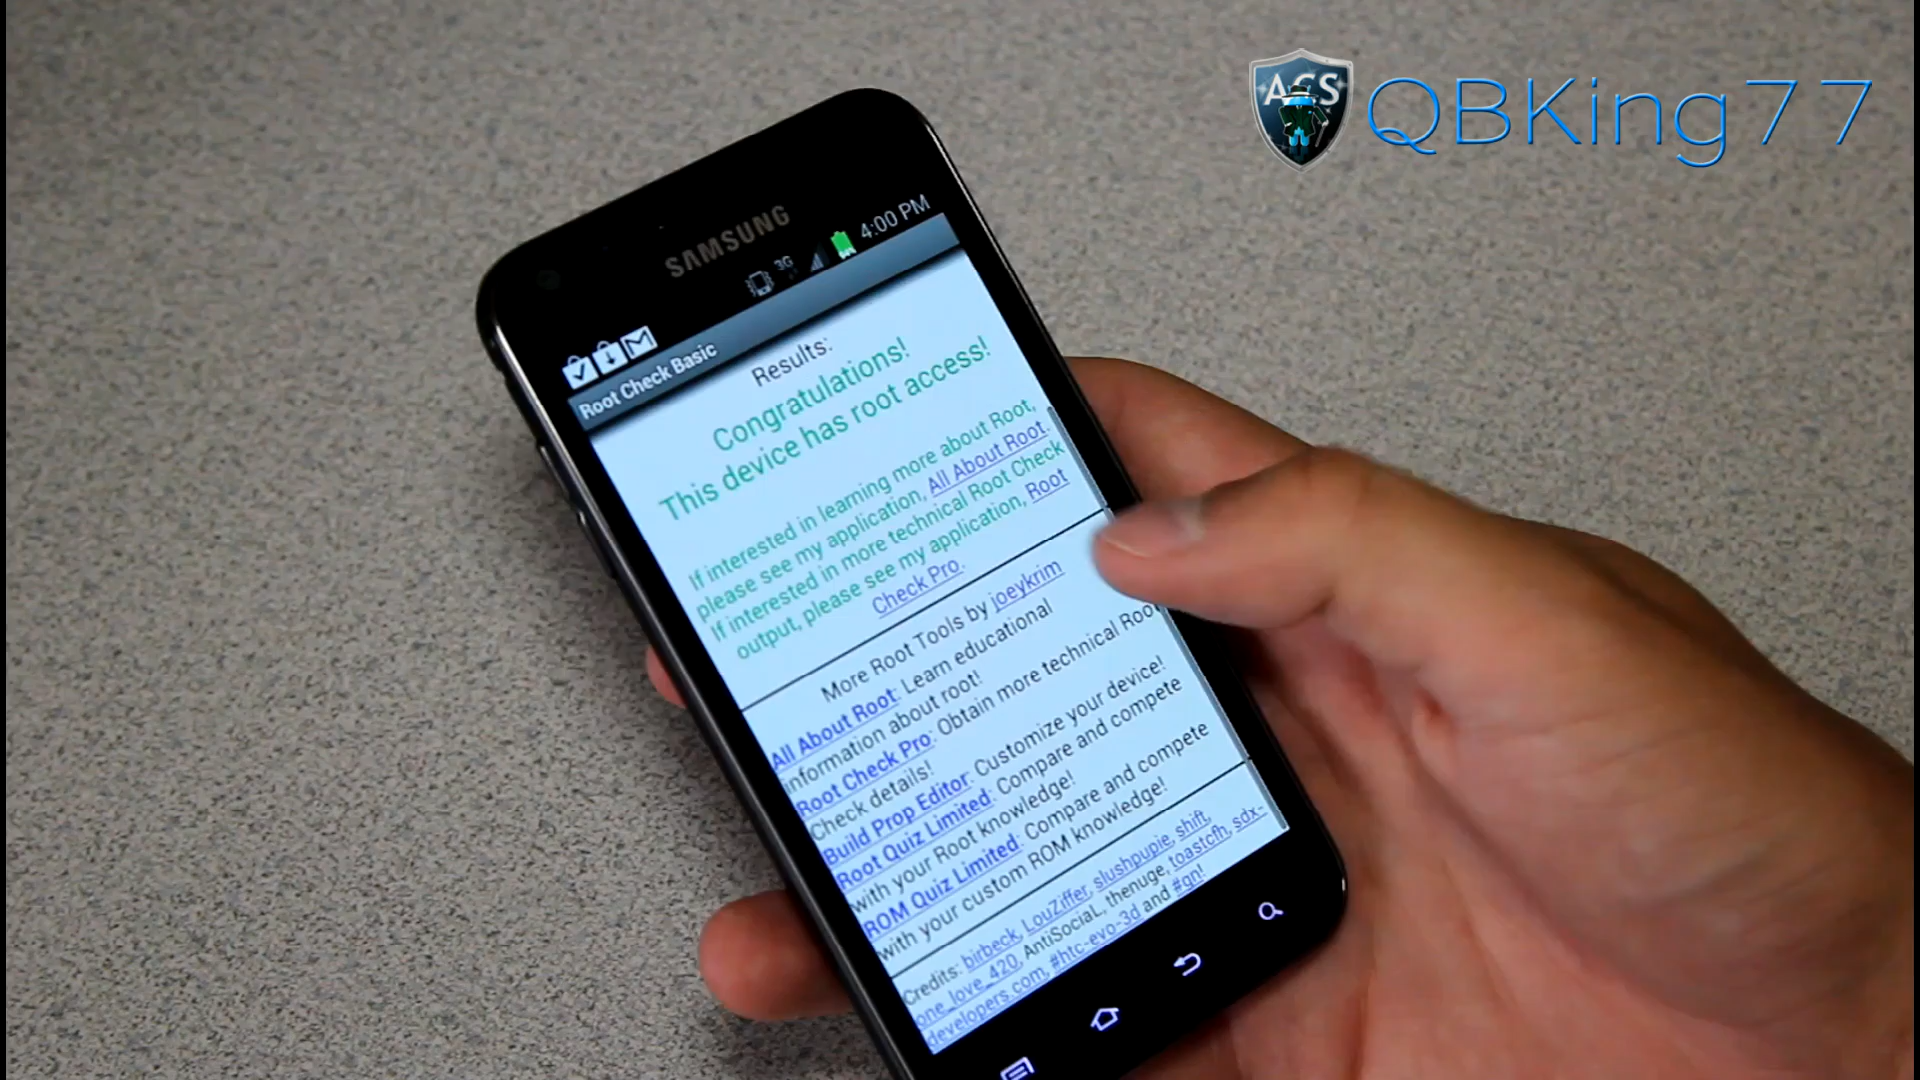 ACS
QBKing77
SAMSUNG
3G
4:00 PM
Root Check Basic
Results:
Congratulations!
This device has root access!
If interested in learning more about Root,
please see my application, All About Root.
If interested in more technical Root Check
output, please see my application, Root
Check Pro.
More Root Tools by joeykrim
All About Root: Learn educational
information about root!
Root Check Pro: Obtain more technical Root
Check details!
Build Prop Editor: Customize your device!
Root Quiz Limited: Compare and compete
with your Root knowledge!
ROM Quiz Limited: Compare and compete
with your custom ROM knowledge!
Credits: birbeck, LouZiffer, slushpupie, shift,
one_love_420, AntiSociaL, thenuge, toastcfh, sdx-
developers.com, #htc-evo-3d and #gn!